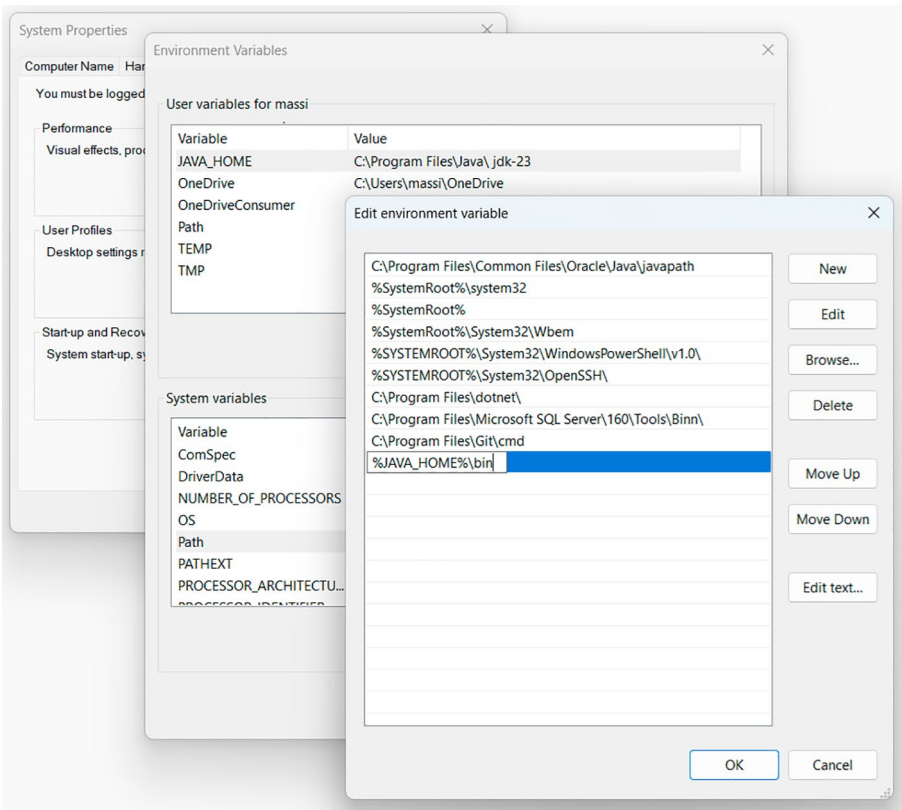 System Properties
Computer Name
You must be logged
Performance
Visual effects,
User Profiles
Desktop settings
Start-up and
System start-up,
Environment Variables
User variables for massi
Variable Value
JAVA_HOME C:\Program Files\Java\ jdk-23
OneDrive C:\Users\massi\OneDrive
OneDriveConsumer
Path
TEMP
TMP
System variables
Variable
ComSpec
DriverData
NUMBER_OF_PROCESSORS
OS
Path
PATHEXT
PROCESSOR_ARCHITECTU...
Edit environment variable
C:\Program Files\Common Files\Oracle\Java\javapath
%SystemRoot%\system32
%SystemRoot%
%SystemRoot%\System32\Wbem
%SYSTEMROOT%\System32\WindowsPowerShell\v1.0\
%SYSTEMROOT%\System32\OpenSSH\
C:\Program Files\dotnet\
C:\Program Files\Microsoft SQL Server\160\Tools\Binn\
C:\Program Files\Git\cmd
%JAVA_HOME%\bin
New
Edit
Browse...
Delete
Move Up
Move Down
Edit text...
OK
Cancel